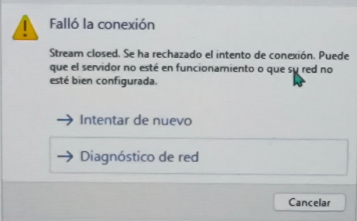 Falló la conexión
Stream closed. Se ha rechazado el intento de conexión. Puede
que el servidor no esté en funcionamiento o que su red no
esté bien configurada.
→ Intentar de nuevo
→ Diagnóstico de red
Cancelar